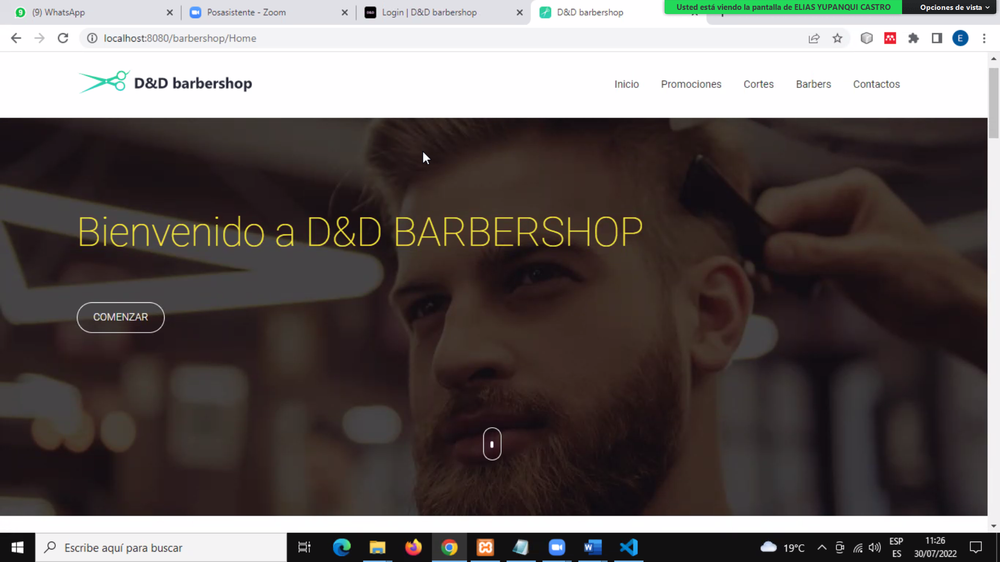 (9) WhatsApp
Posasistente - Zoom
Login | D&D barbershop
D&D barbershop
Usted está viendo la pantalla de ELIAS YUPANQUI CASTRO
Opciones de vista
localhost:8080/barbershop/Home
E
D&D barbershop
Inicio
Promociones
Cortes
Barbers
Contactos
Bienvenido a D&D BARBERSHOP
COMENZAR
Escribe aquí para buscar
19°C
ESP
ES
11:26
30/07/2022